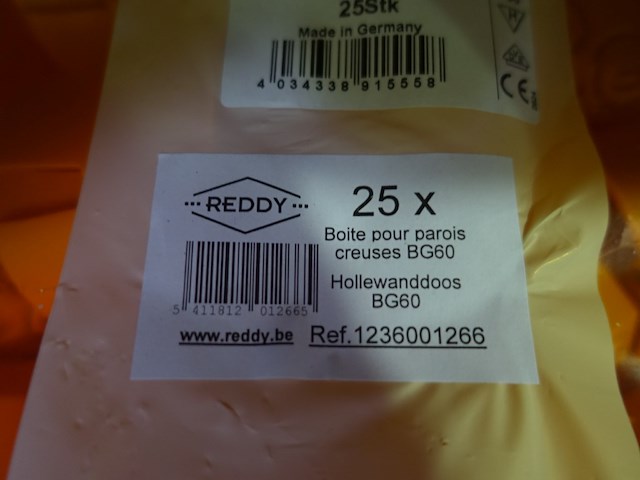 25Stk
Made in Germany
4 034338 915558
REDDY
25 x
Boite pour parois
creuses BG60
Hollewanddoos
BG60
5 411812 012665
www.reddy.be
Ref.1236001266